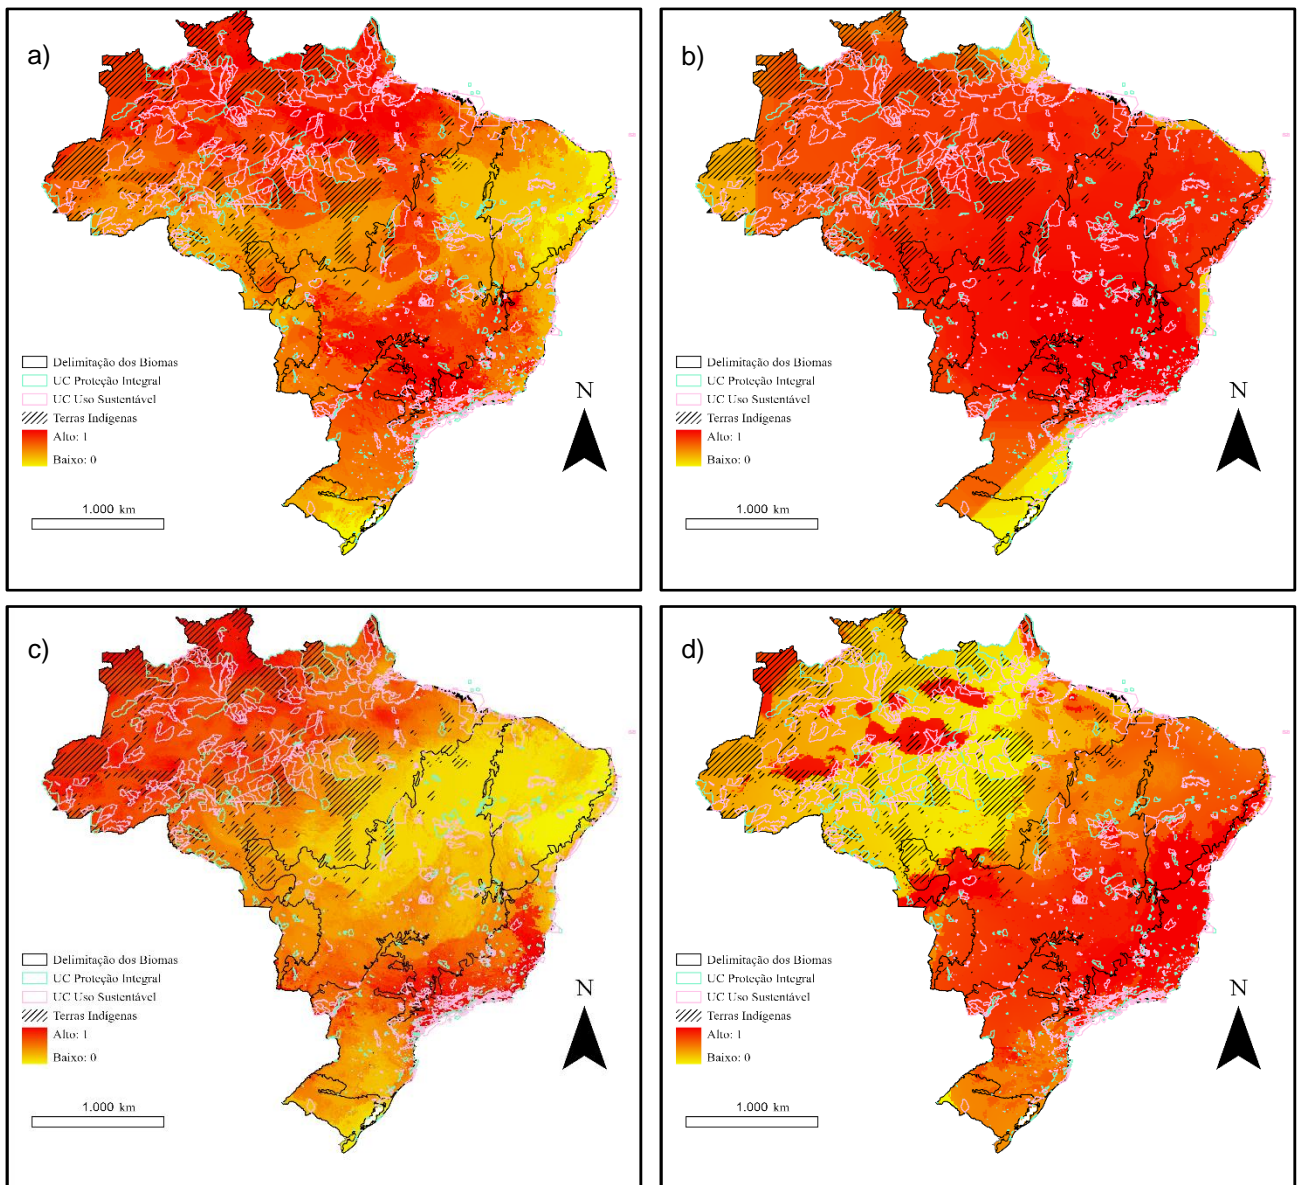 a)
N
Delimitação dos Biomas
UC Proteção Integral
UC Uso Sustentável
Terras Indígenas
Alto: 1
Baixo: 0
1.000 km
b)
N
Delimitação dos Biomas
UC Proteção Integral
UC Uso Sustentável
Terras Indígenas
Alto: 1
Baixo: 0
1.000 km
c)
N
Delimitação dos Biomas
UC Proteção Integral
UC Uso Sustentável
Terras Indígenas
Alto: 1
Baixo: 0
1.000 km
d)
N
Delimitação dos Biomas
UC Proteção Integral
UC Uso Sustentável
Terras Indígenas
Alto: 1
Baixo: 0
1.000 km